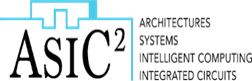 ASIC²
ARCHITECTURES
SYSTEMS
INTELLIGENT COMPUTING
INTEGRATED CIRCUITS